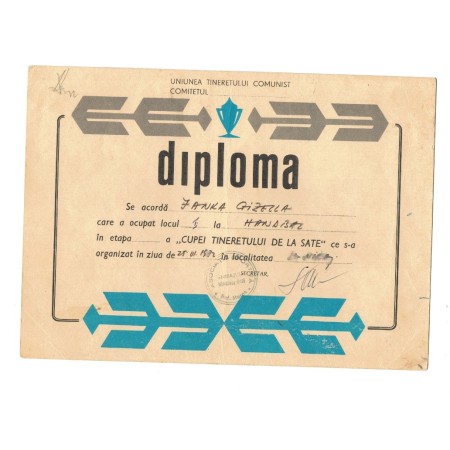 UNIUNEA TINERETULUI COMUNIST
COMITETUL
diploma
Se acordă JANKA GIZELLA
care a ocupat locul I la HANDBAL
în etapa a „CUPEI TINERETULUI DE LA SATE" ce s-a
organizat în ziua de în localitatea
SECRETAR,